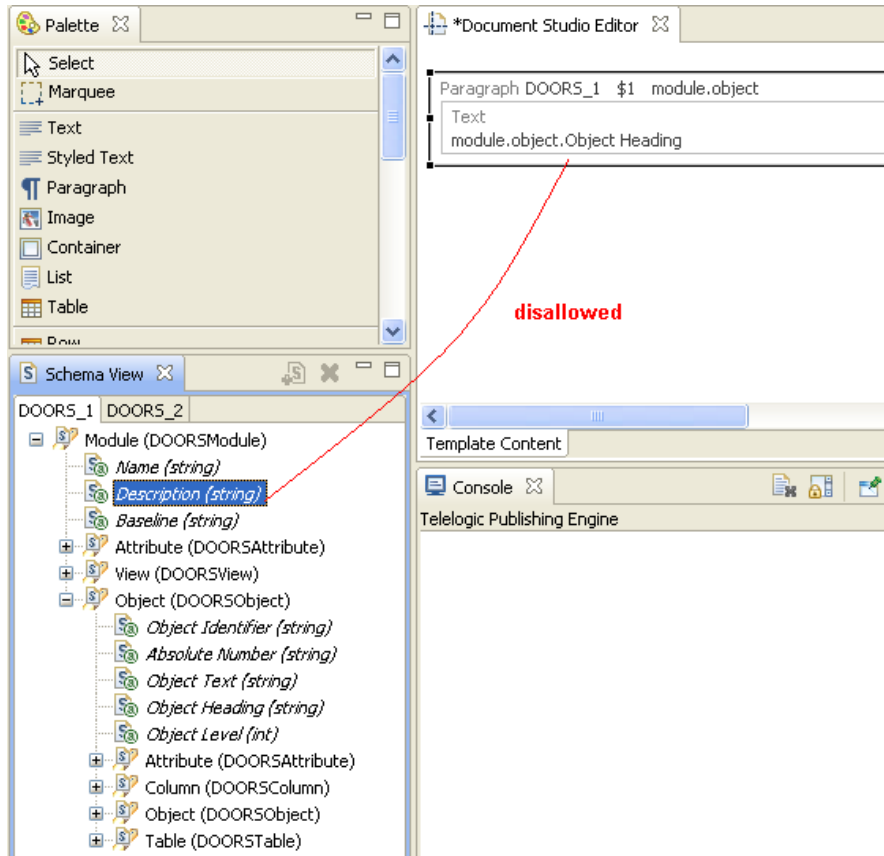 Palette
Select
Marquee
Text
Styled Text
Paragraph
Image
Container
List
Table
Row
*Document Studio Editor
Paragraph DOORS_1 $1 module.object
Text
module.object.Object Heading
disallowed
Template Content
Schema View
DOORS_1 DOORS_2
Module (DOORSModule)
Name (string)
Description (string)
Baseline (string)
Attribute (DOORSAttribute)
View (DOORSView)
Object (DOORSObject)
Object Identifier (string)
Absolute Number (string)
Object Text (string)
Object Heading (string)
Object Level (int)
Attribute (DOORSAttribute)
Column (DOORSColumn)
Object (DOORSObject)
Table (DOORSTable)
Console
Telelogic Publishing Engine